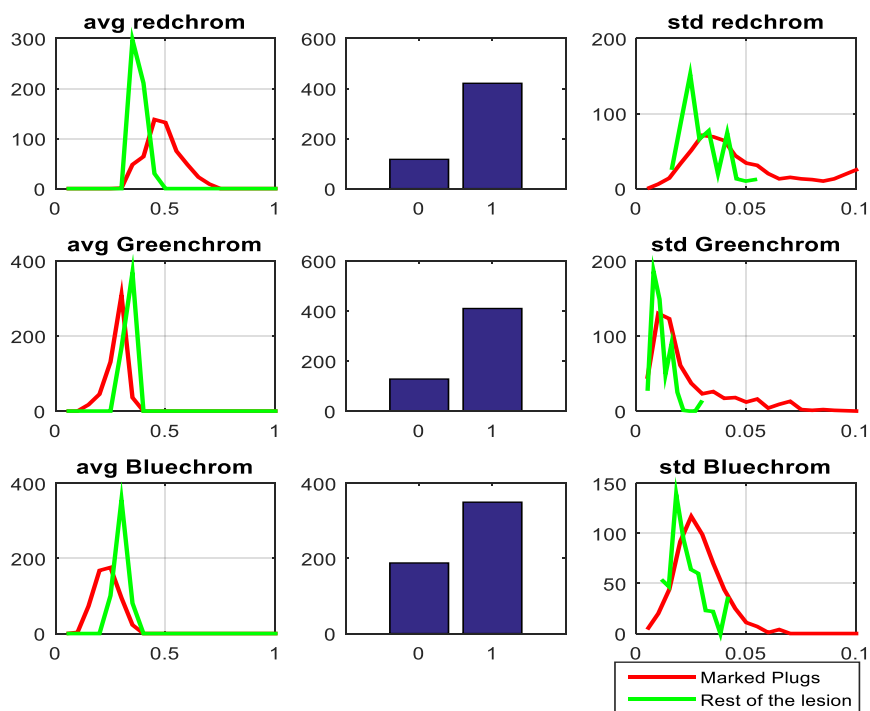 avg redchrom
std redchrom
300
200
100
0
0 0.5 1
600
400
200
0
0 1
200
100
0
0 0.05 0.1
avg Greenchrom
std Greenchrom
400
200
0
0 0.5 1
600
400
200
0
0 1
200
100
0
0 0.05 0.1
avg Bluechrom
std Bluechrom
400
200
0
0 0.5 1
400
200
0
0 1
150
100
50
0
0 0.05 0.1
Marked Plugs
Rest of the lesion